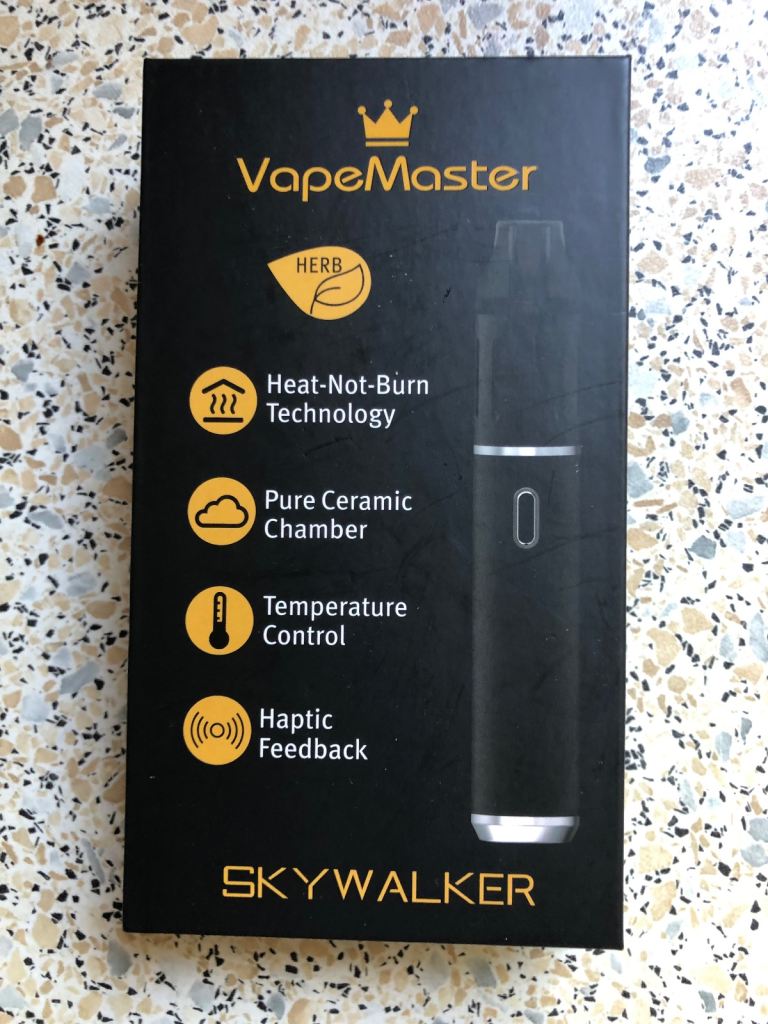 VapeMaster
HERB
Heat-Not-Burn
Technology
Pure Ceramic
Chamber
Temperature
Control
Haptic
Feedback
SKYWALKER